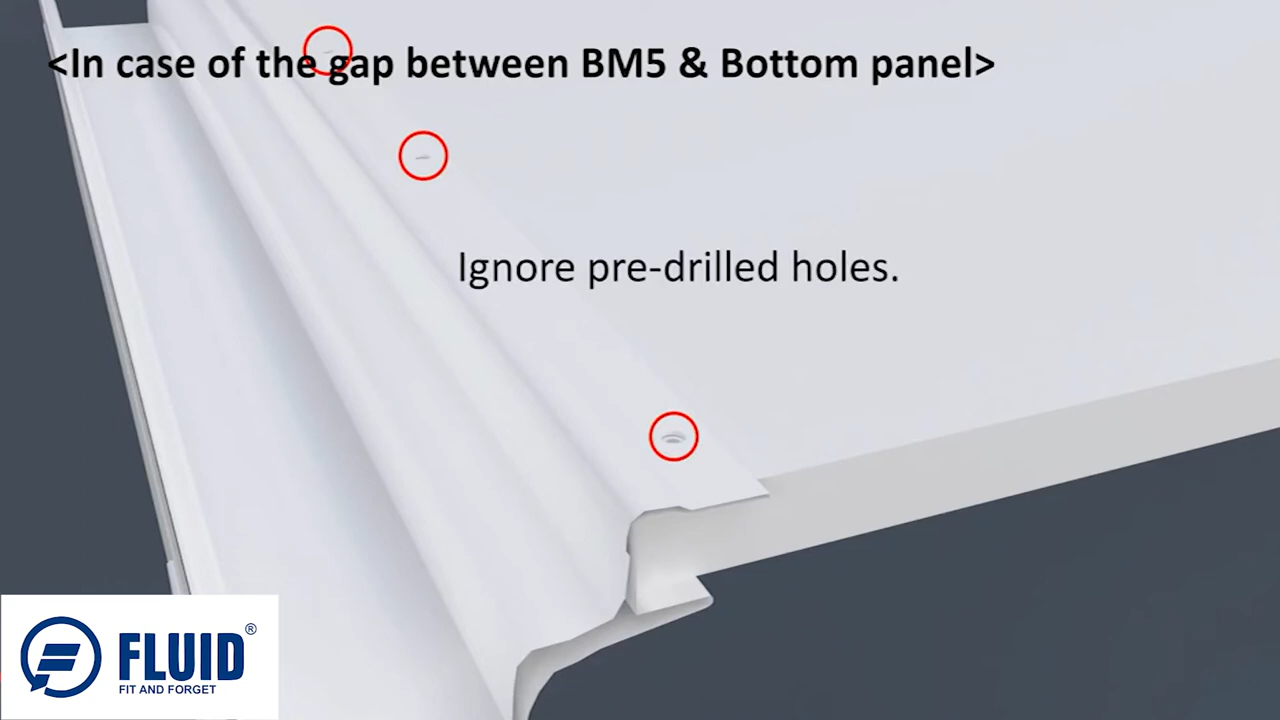 <In case of the gap between BM5 & Bottom panel>
Ignore pre-drilled holes.
FLUID®
FIT AND FORGET